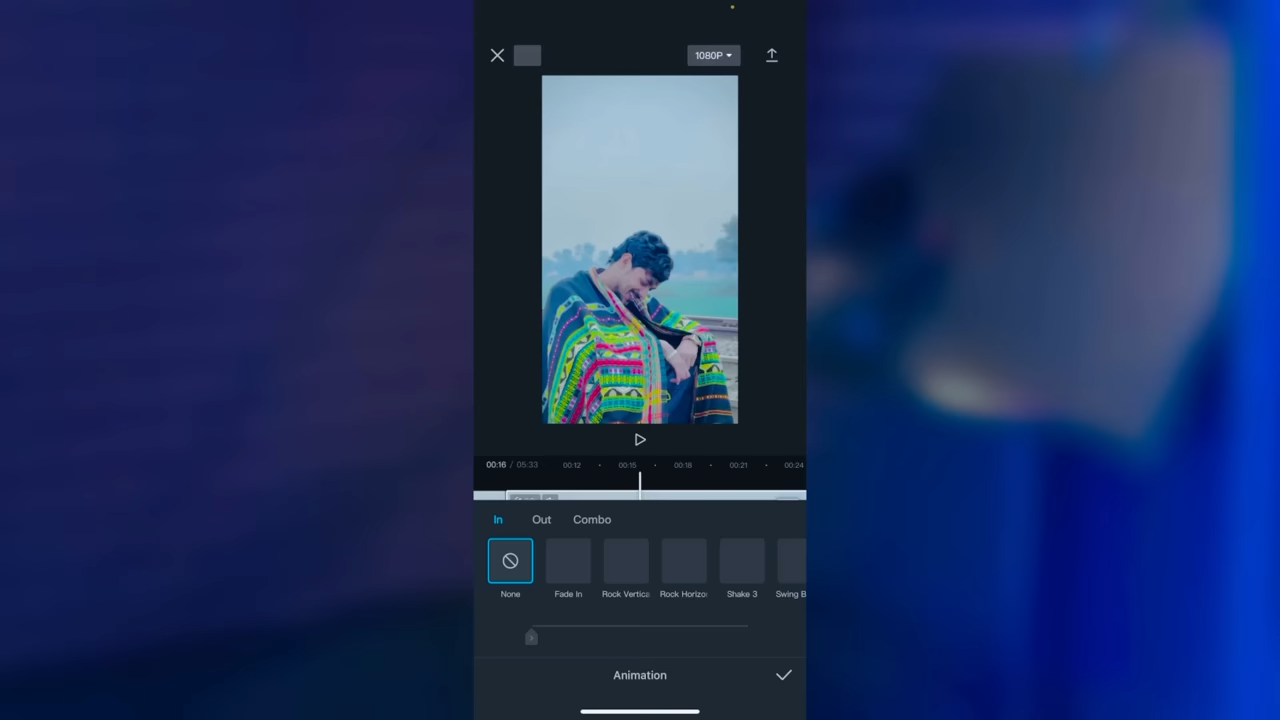 1080P
00:16 / 05:33 00:12 00:15 00:18 00:21 00:24
In Out Combo
None Fade In Rock Vertica Rock Horizo Shake 3 Swing B
Animation